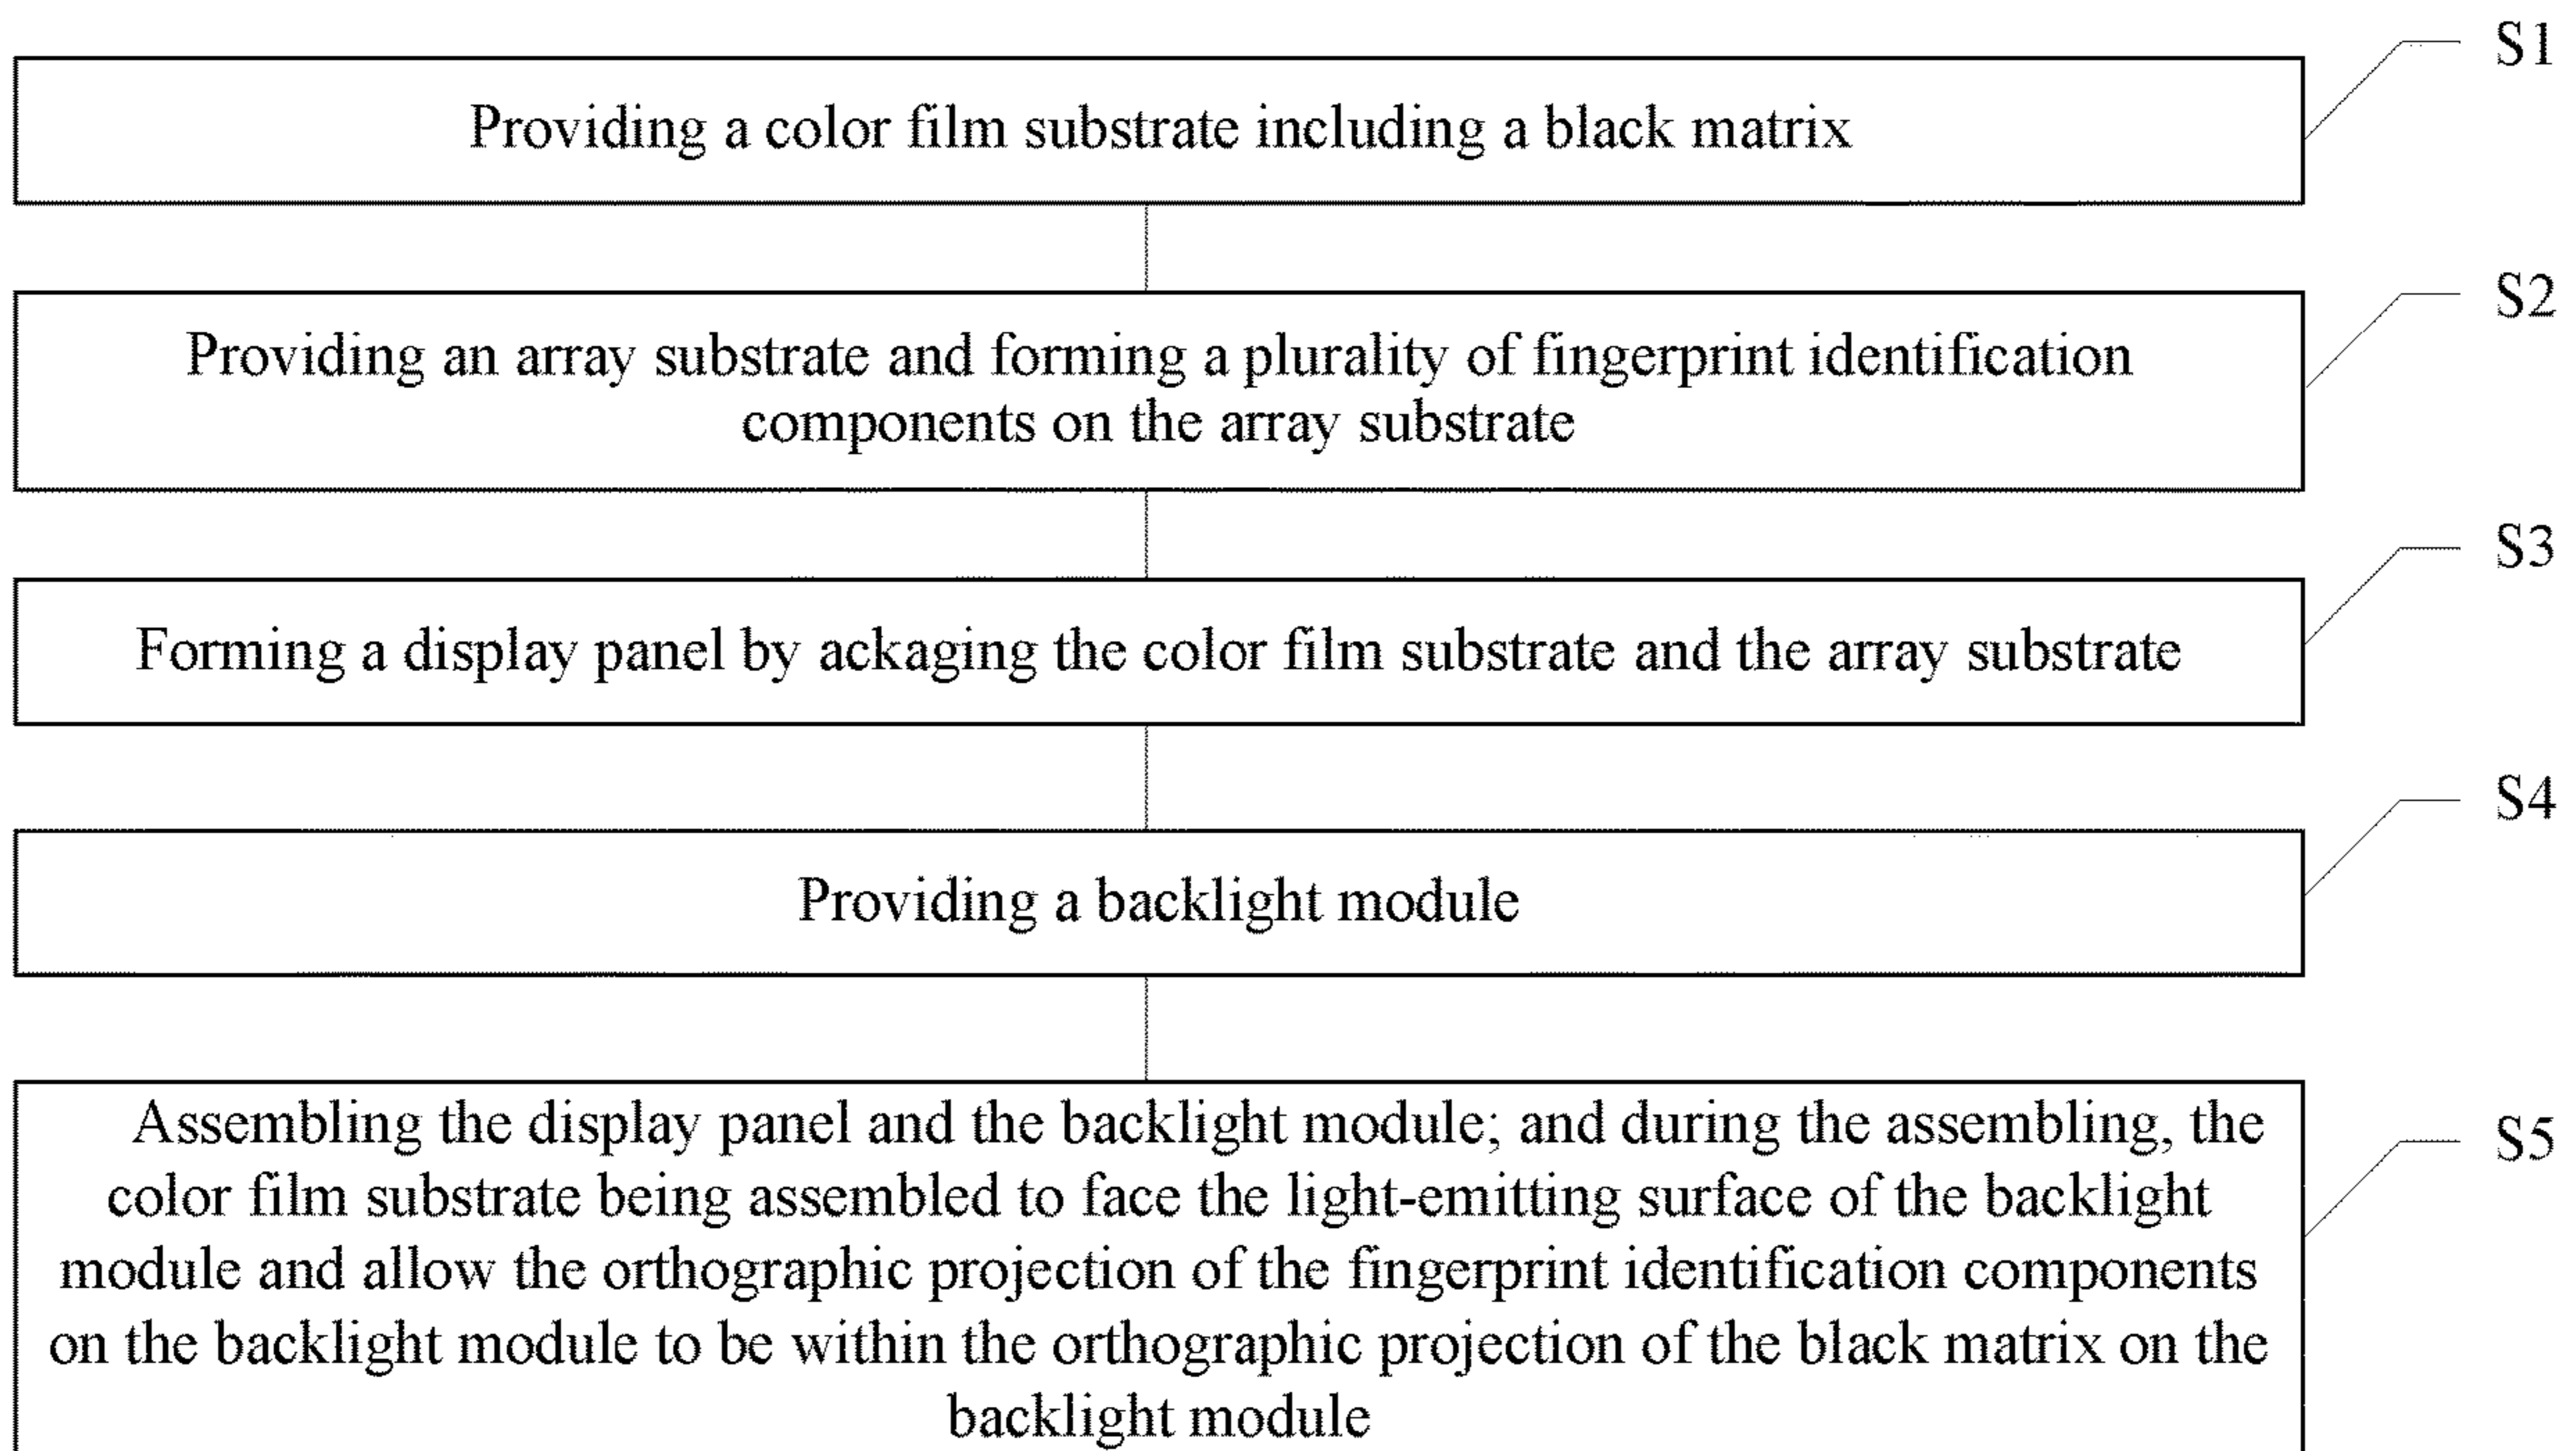 S1
Providing a color film substrate including a black matrix
S2
Providing an array substrate and forming a plurality of fingerprint identification
components on the array substrate
S3
Forming a display panel by ackaging the color film substrate and the array substrate
S4
Providing a backlight module
S5
Assembling the display panel and the backlight module; and during the assembling, the
color film substrate being assembled to face the light-emitting surface of the backlight
module and allow the orthographic projection of the fingerprint identification components
on the backlight module to be within the orthographic projection of the black matrix on the
backlight module